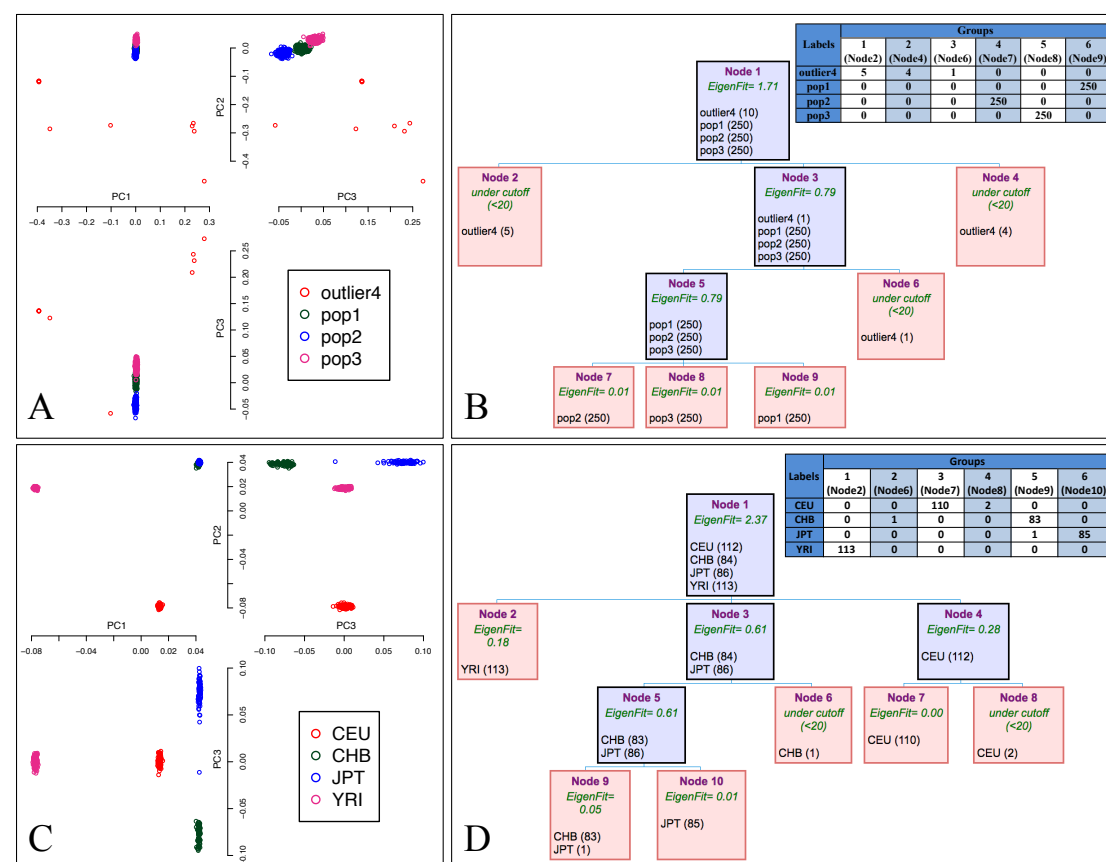 0.0
−0.1
PC2
−0.2
−0.3
−0.4
PC1
PC3
−0.4 −0.3 −0.2 −0.1 0.0 0.1 0.2 0.3
−0.05 0.05 0.15 0.25
0.25
0.20
0.15
PC3
0.10
0.05
0.00
−0.05
outlier4
pop1
pop2
pop3
A
Groups
Labels 1 2 3 4 5 6
(Node2) (Node4) (Node6) (Node7) (Node8) (Node9)
outlier4 5 4 1 0 0 0
pop1 0 0 0 0 0 250
pop2 0 0 0 250 0 0
pop3 0 0 0 0 250 0
Node 1
EigenFit= 1.71
outlier4 (10)
pop1 (250)
pop2 (250)
pop3 (250)
Node 2
under cutoff
(<20)
outlier4 (5)
Node 3
EigenFit= 0.79
outlier4 (1)
pop1 (250)
pop2 (250)
pop3 (250)
Node 4
under cutoff
(<20)
outlier4 (4)
Node 5
EigenFit= 0.79
pop1 (250)
pop2 (250)
pop3 (250)
Node 6
under cutoff
(<20)
outlier4 (1)
Node 7
EigenFit= 0.01
pop2 (250)
Node 8
EigenFit= 0.01
pop3 (250)
Node 9
EigenFit= 0.01
pop1 (250)
B
0.04
0.02
PC2
0.00
−0.04
−0.08
PC1
PC3
−0.08 −0.04 0.00 0.02 0.04
−0.10 −0.05 0.00 0.05 0.10
0.10
0.05
PC3
0.00
−0.05
0.10
CEU
CHB
JPT
YRI
C
Groups
Labels 1 2 3 4 5 6
(Node2) (Node6) (Node7) (Node8) (Node9) (Node10)
CEU 0 0 110 2 0 0
CHB 0 1 0 0 83 0
JPT 0 0 0 0 1 85
YRI 113 0 0 0 0 0
Node 1
EigenFit= 2.37
CEU (112)
CHB (84)
JPT (86)
YRI (113)
Node 2
EigenFit=
0.18
YRI (113)
Node 3
EigenFit= 0.61
CHB (84)
JPT (86)
Node 4
EigenFit= 0.28
CEU (112)
Node 5
EigenFit= 0.61
CHB (83)
JPT (86)
Node 6
under cutoff
(<20)
CHB (1)
Node 7
EigenFit= 0.00
CEU (110)
Node 8
under cutoff
(<20)
CEU (2)
Node 9
EigenFit=
0.05
CHB (83)
JPT (1)
Node 10
EigenFit= 0.01
JPT (85)
D